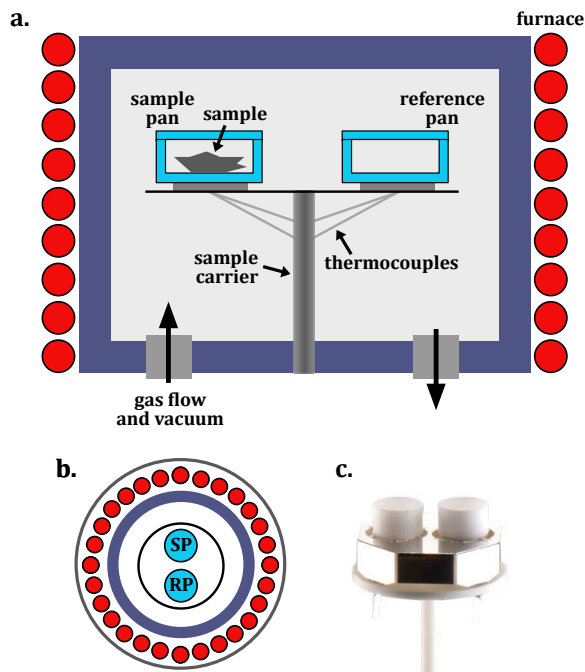 a.
furnace
sample
pan
sample
reference
pan
sample
carrier
thermocouples
gas flow
and vacuum
b.
c.
SP
RP